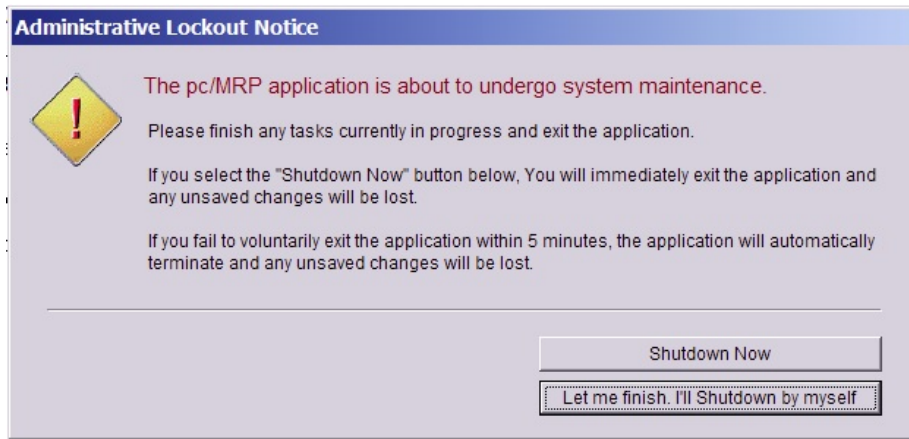 Administrative Lockout Notice
The pc/MRP application is about to undergo system maintenance.
Please finish any tasks currently in progress and exit the application.
If you select the "Shutdown Now" button below, You will immediately exit the application and
any unsaved changes will be lost.
If you fail to voluntarily exit the application within 5 minutes, the application will automatically
terminate and any unsaved changes will be lost.
Shutdown Now
Let me finish. I'll Shutdown by myself